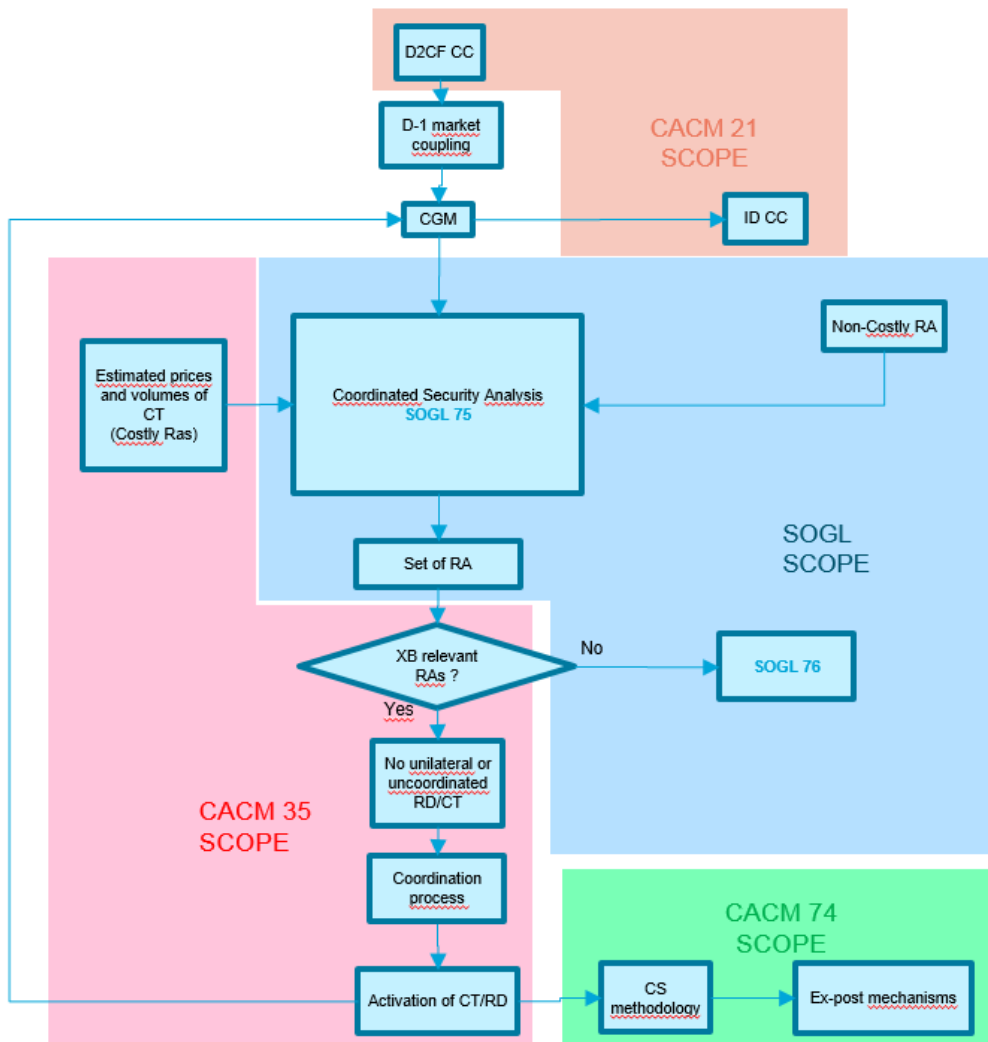 D2CF CC
D-1 market
coupling
CACM 21
SCOPE
CGM
ID CC
Non-Costly RA
Estimated prices
and volumes of
CT
(Costly Ras)
Coordinated Security Analysis
SOGL 75
SOGL
SCOPE
Set of RA
XB relevant
RAs ?
No
SOGL 76
Yes
No unilateral or
uncoordinated
RD/CT
CACM 35
SCOPE
Coordination
process
CACM 74
SCOPE
Activation of CT/RD
CS
methodology
Ex-post mechanisms